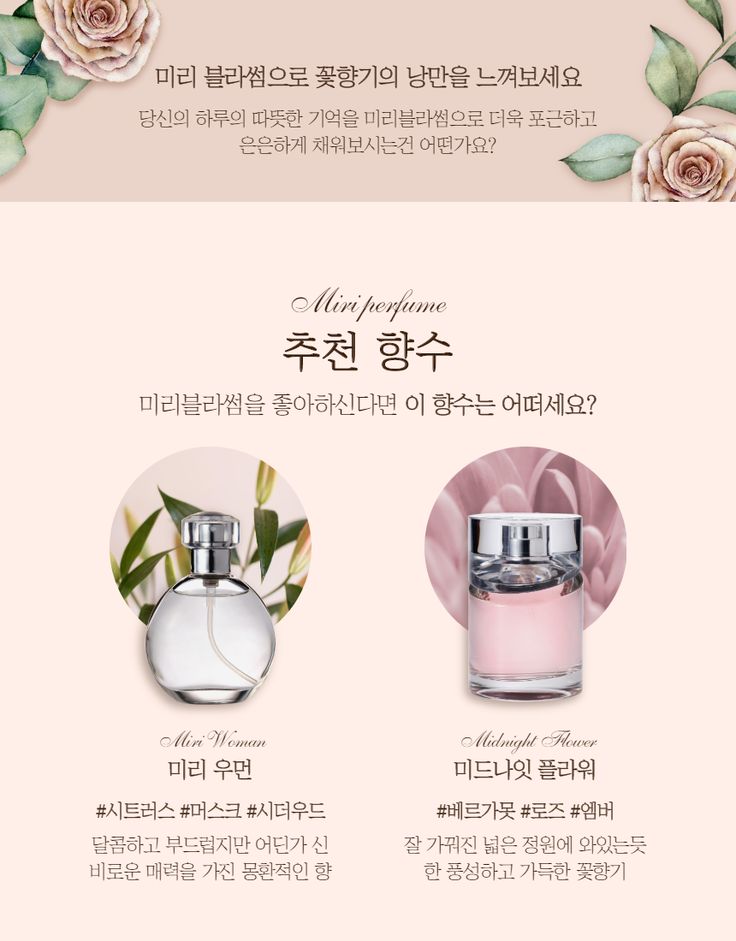 미리 블라썸으로 꽃향기의 낭만을 느껴보세요
당신의 하루의 따뜻한 기억을 미리블라썸으로 더욱 포근하고
은은하게 채워보시는건 어떤가요?
Miri perfume
추천 향수
미리블라썸을 좋아하신다면 이 향수는 어떠세요?
Miri Woman
미리 우먼
#시트러스 #머스크 #시더우드
달콤하고 부드럽지만 어딘가 신
비로운 매력을 가진 몽환적인 향
Midnight Flower
미드나잇 플라워
#베르가못 #로즈 #엠버
잘 가꿔진 넓은 정원에 와있는듯
한 풍성하고 가득한 꽃향기